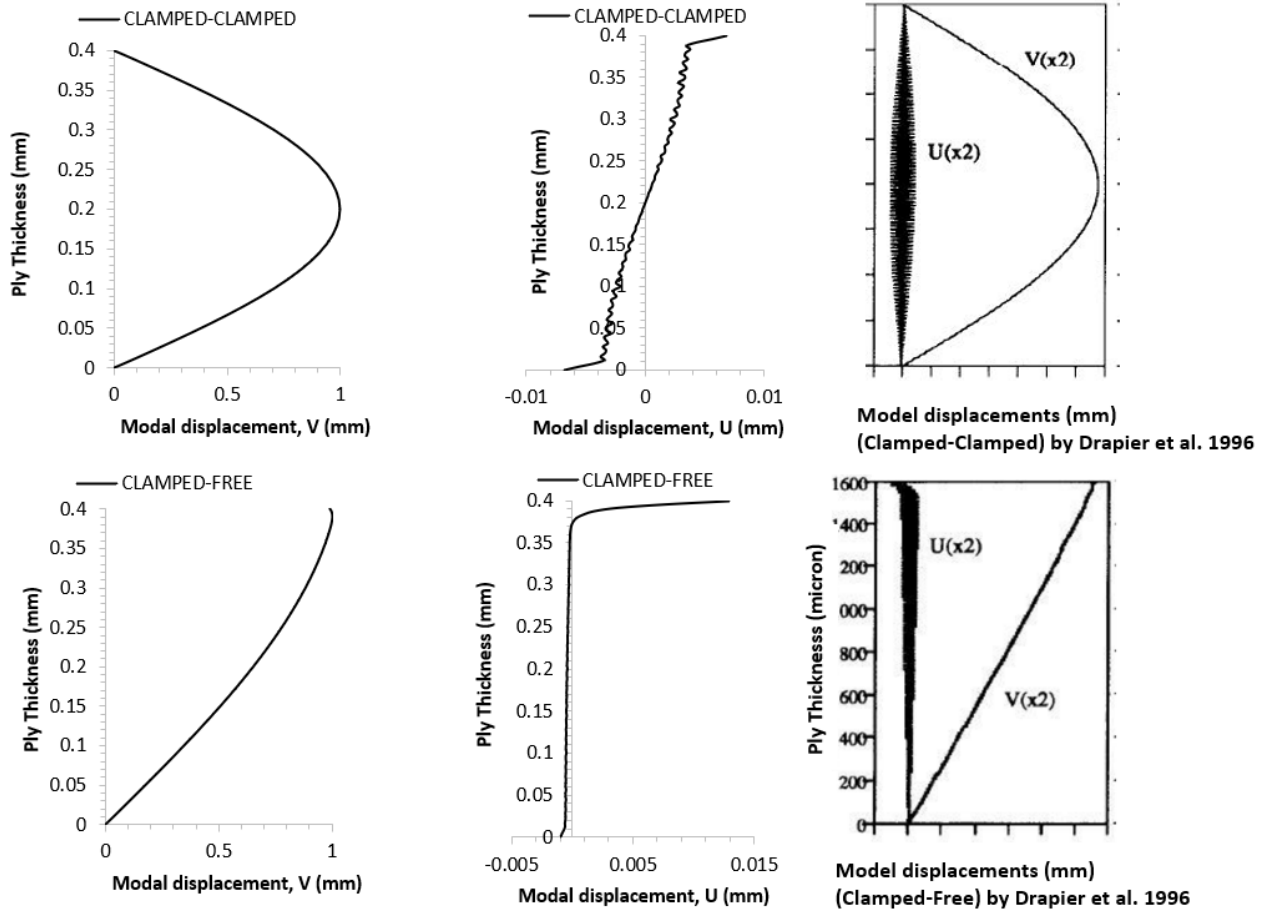 CLAMPED-CLAMPED
0.4
0.35
0.3
0.25
0.2
0.15
0.1
0.05
0
0 0.5 1
Ply Thickness (mm)
Modal displacement, V (mm)
CLAMPED-CLAMPED
0.4
0.35
0.3
0.25
0.2
0.15
0.1
0.05
0
-0.01 0 0.01
Ply Thickness (mm)
Modal displacement, U (mm)
V(x2)
U(x2)
Model displacements (mm)
(Clamped-Clamped) by Drapier et al. 1996
CLAMPED-FREE
0.4
0.35
0.3
0.25
0.2
0.15
0.1
0.05
0
0 0.5 1
Ply Thickness (mm)
Modal displacement, V (mm)
CLAMPED-FREE
0.4
0.35
0.3
0.25
0.2
0.15
0.1
0.05
0
-0.005 0.005 0.015
Ply Thickness (mm)
Modal displacement, U (mm)
1600
'400
200
000
800
600
400
200
0
Ply Thicknesss (micron)
U(x2)
V(x2)
Model displacements (mm)
(Clamped-Free) by Drapier et al. 1996